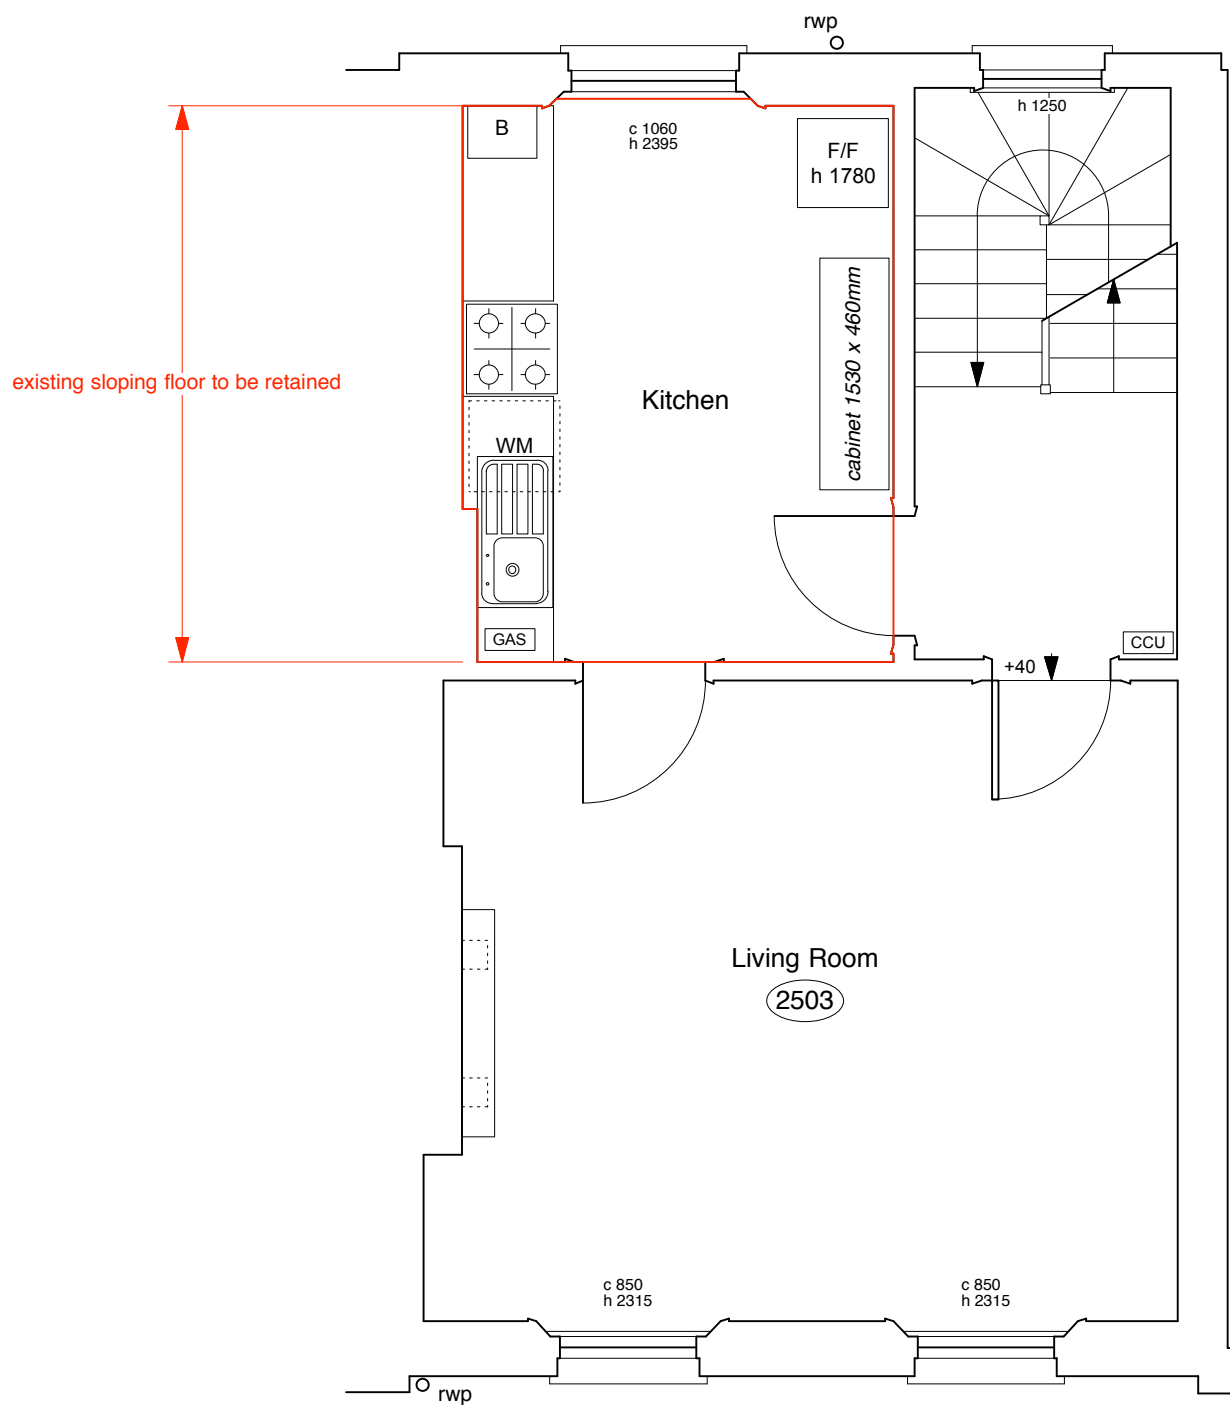 rwp
B
c 1060
h 2395
F/F
h 1780
h 1250
cabinet 1530 x 460mm
existing sloping floor to be retained
Kitchen
WM
GAS
CCU
+40
Living Room
2503
c 850
h 2315
c 850
h 2315
rwp